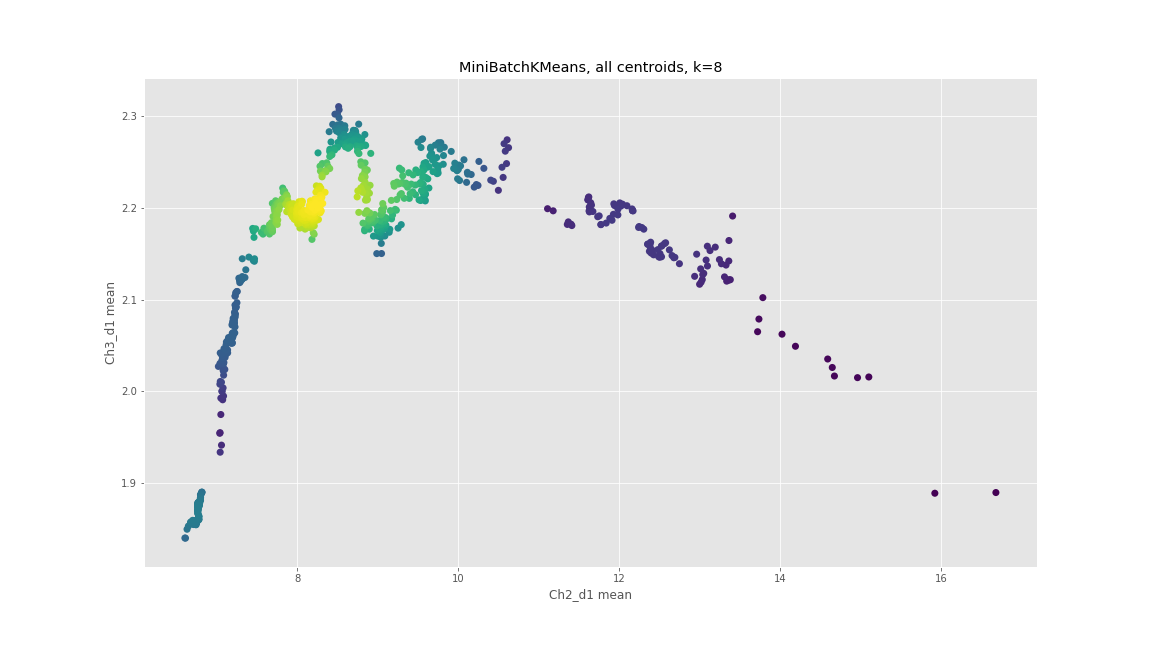 MiniBatchKMeans, all centroids, k=8
2.3
2.2
2.1
2.0
1.9
Ch3_d1 mean
8 10 12 14 16
Ch2_d1 mean